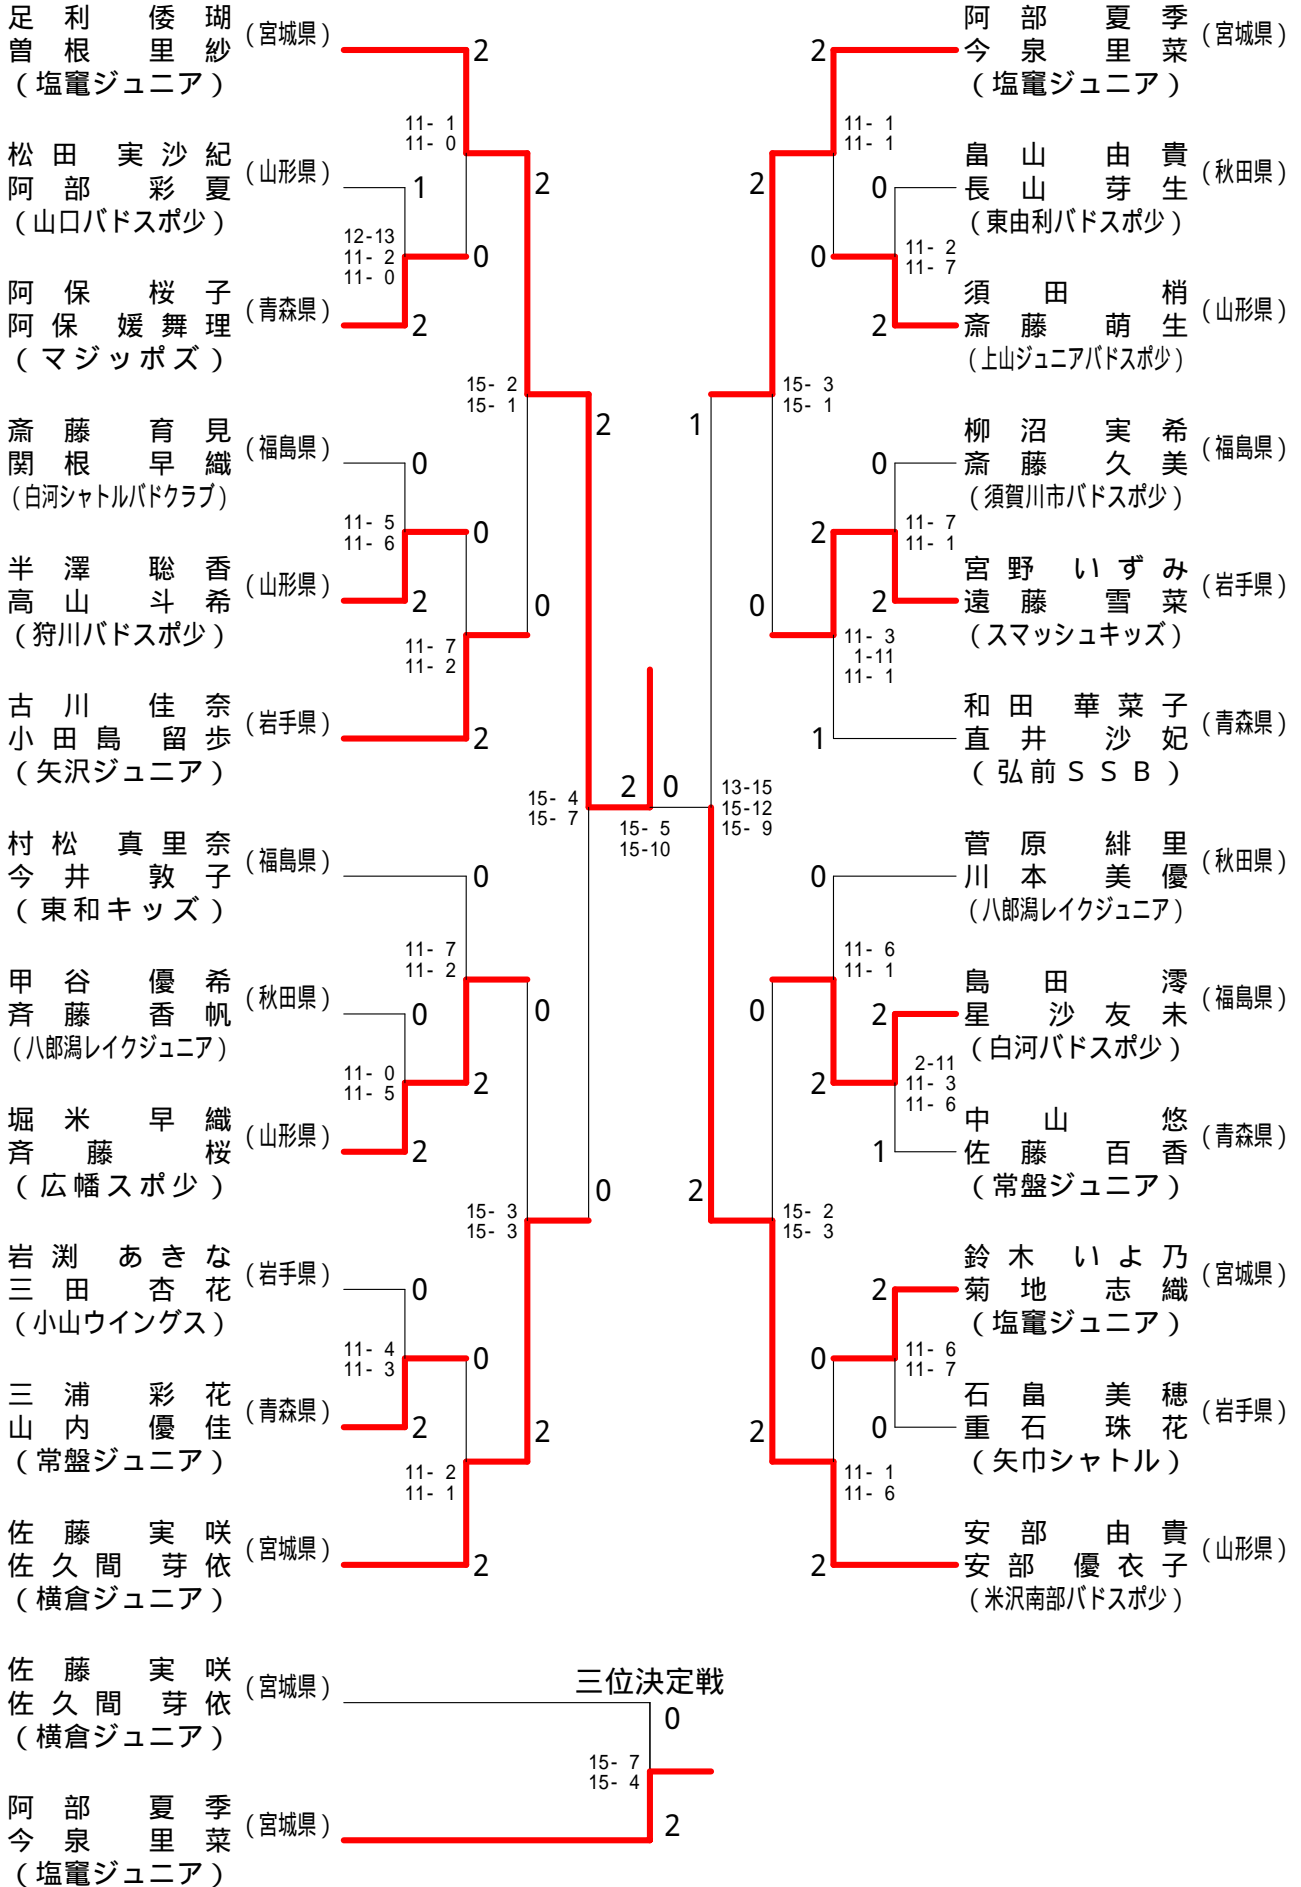 足利 倭瑚
曽根 里紗
(宮城県)
(塩竈ジュニア)
2
11- 1
11- 0
松田 実沙紀
阿部 彩夏
(山形県)
(山口バドスポ少)
1
2
12-13
11- 2
11- 0
0
阿保 桜子
阿保 媛舞理
(青森県)
(マジッポズ)
2
15- 2
15- 1
2
斎藤 育見
関根 早織
(福島県)
(白河シャトルバドクラブ)
0
11- 5
11- 6
0
半澤 聡香
高山 斗希
(山形県)
(狩川バドスポ少)
2
0
11- 7
11- 2
古川 佳奈
小田島 留歩
(岩手県)
(矢沢ジュニア)
2
15- 4
15- 7
村松 真里奈
今井 敦子
(福島県)
(東和キッズ)
0
11- 7
11- 2
甲谷 優希
斉藤 香帆
(秋田県)
(八郎潟レイクジュニア)
0
0
11- 0
11- 5
2
堀米 早織
斉藤 桜
(山形県)
(広幡スポ少)
2
0
15- 3
15- 3
岩渕 あきな
三田 杏花
(岩手県)
(小山ウイングス)
0
11- 4
11- 3
0
三浦 彩花
山内 優佳
(青森県)
(常盤ジュニア)
2
2
11- 2
11- 1
佐藤 実咲
佐久間 芽依
(宮城県)
(横倉ジュニア)
2
2 0
15- 5
15-10
阿部 夏季
今泉 里菜
(宮城県)
(塩竈ジュニア)
2
11- 1
11- 1
畠山 由貴
長山 芽生
(秋田県)
(東由利バドスポ少)
0
2
11- 2
11- 7
0
須田 梢
斎藤 萌生
(山形県)
(上山ジュニアバドスポ少)
2
15- 3
15- 1
1
柳沼 実希
斎藤 久美
(福島県)
(須賀川市バドスポ少)
0
11- 7
11- 1
2
宮野 いずみ
遠藤 雪菜
(岩手県)
(スマッシュキッズ)
2
0
11- 3
1-11
11- 1
和田 華菜子
直井 沙妃
(青森県)
(弘前SSB)
1
13-15
15-12
15- 9
菅原 緋里
川本 美優
(秋田県)
(八郎潟レイクジュニア)
0
11- 6
11- 1
島田 澪
星 沙友未
(福島県)
(白河バドスポ少)
2
0
2-11
11- 3
11- 6
2
中山 悠
佐藤 百香
(青森県)
(常盤ジュニア)
1
2
15- 2
15- 3
鈴木 いよ乃
菊地 志織
(宮城県)
(塩竈ジュニア)
2
11- 6
11- 7
0
石畠 美穂
重石 珠花
(岩手県)
(矢巾シャトル)
0
2
11- 1
11- 6
安部 由貴
安部 優衣子
(山形県)
(米沢南部バドスポ少)
2
三位決定戦
佐藤 実咲
佐久間 芽依
(宮城県)
(横倉ジュニア)
0
15- 7
15- 4
阿部 夏季
今泉 里菜
(宮城県)
(塩竈ジュニア)
2